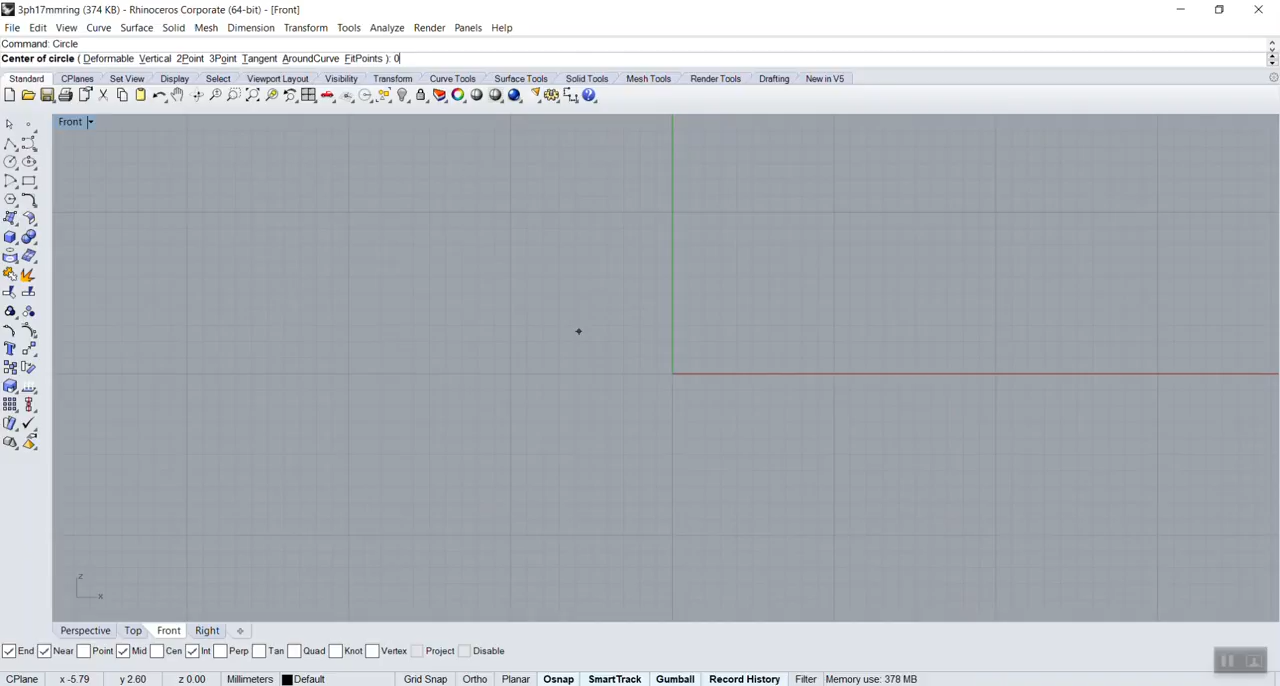 3ph17mmring (374 KB) - Rhinoceros Corporate (64-bit) - [Front]
File Edit View Curve Surface Solid Mesh Dimension Transform Tools Analyze Render Panels Help
Command: Circle
Center of circle ( Deformable Vertical 2Point 3Point Tangent AroundCurve FitPoints ): 0
Standard CPlanes Set View Display Select Viewport Layout Visibility Transform Curve Tools Surface Tools Solid Tools Mesh Tools Render Tools Drafting New in V5
Front
z
x
Perspective Top Front Right
End Near Point Mid Cen Int Perp Tan Quad Knot Vertex Project Disable
CPlane x -5.79 y 2.60 z 0.00 Millimeters Default Grid Snap Ortho Planar Osnap SmartTrack Gumball Record History Filter Memory use: 378 MB